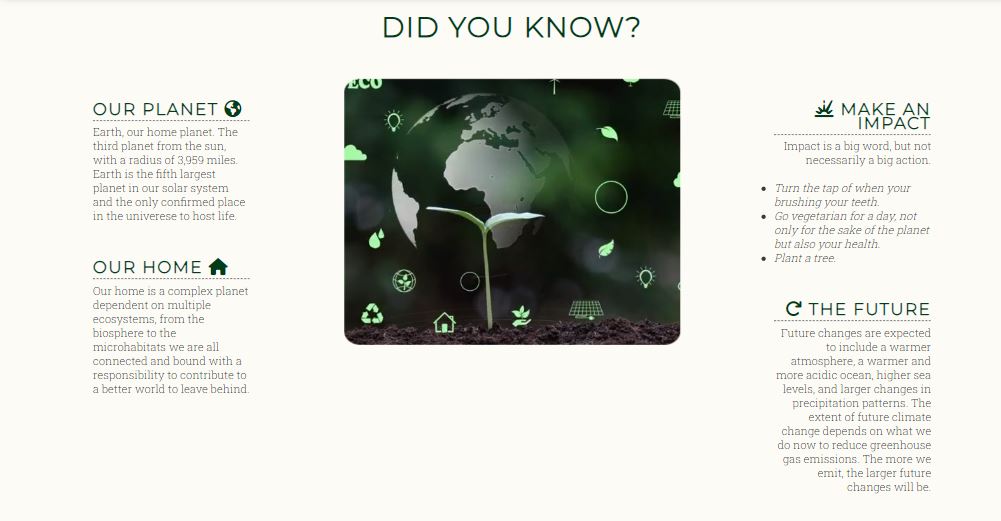 DID YOU KNOW?
OUR PLANET
Earth, our home planet. The
third planet from the sun,
with a radius of 3,959 miles.
Earth is the fifth largest
planet in our solar system
and the only confirmed place
in the univerese to host life.
OUR HOME
Our home is a complex planet
dependent on multiple
ecosystems, from the
biosphere to the
microhabitats we are all
connected and bound with a
responsibility to contribute to
a better world to leave behind.
ECO
MAKE AN
IMPACT
Impact is a big word, but not
necessarily a big action.
Turn the tap of when your
brushing your teeth.
Go vegetarian for a day, not
only for the sake of the planet
but also your health.
Plant a tree.
THE FUTURE
Future changes are expected
to include a warmer
atmosphere, a warmer and
more acidic ocean, higher sea
levels, and larger changes in
precipitation patterns. The
extent of future climate
change depends on what we
do now to reduce greenhouse
gas emissions. The more we
emit, the larger future
changes will be.